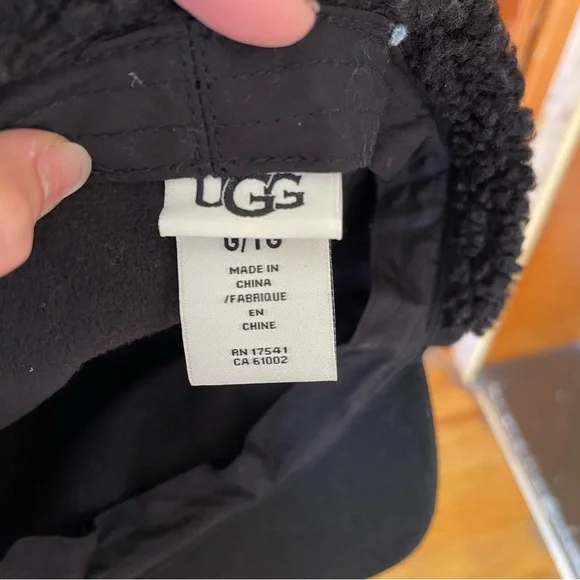 UGG
G/TG
MADE IN
CHINA
/FABRIQUE
EN
CHINE
RN 17541
CA 61002